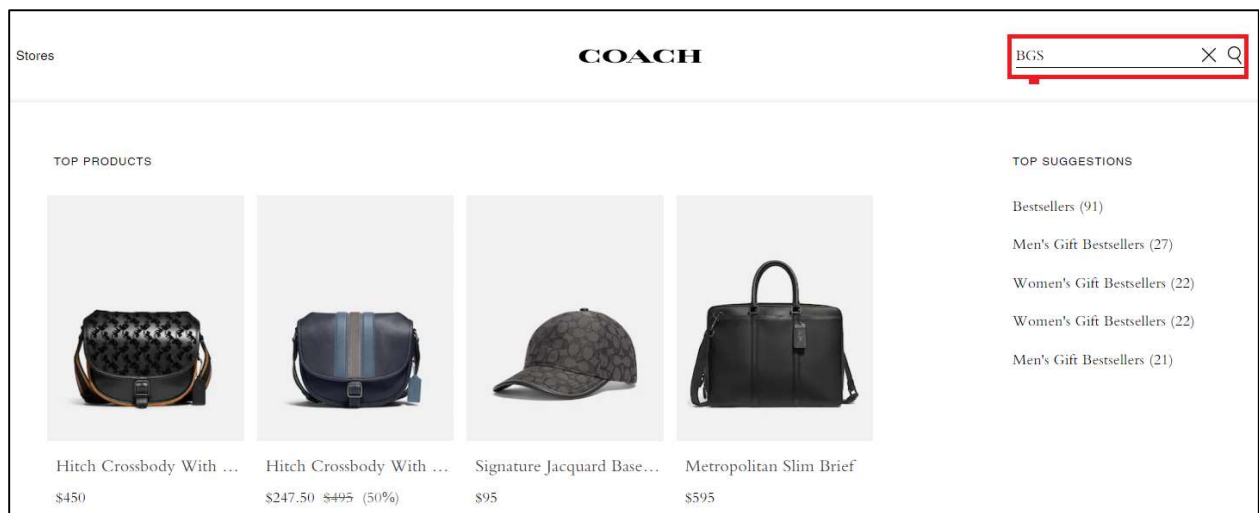 Stores
COACH
BGS
TOP PRODUCTS
TOP SUGGESTIONS
Bestsellers (91)
Men's Gift Bestsellers (27)
Women's Gift Bestsellers (22)
Women's Gift Bestsellers (22)
Men's Gift Bestsellers (21)
Hitch Crossbody With ...
$450
Hitch Crossbody With ...
$247.50 $495 (50%)
Signature Jacquard Base...
$95
Metropolitan Slim Brief
$595